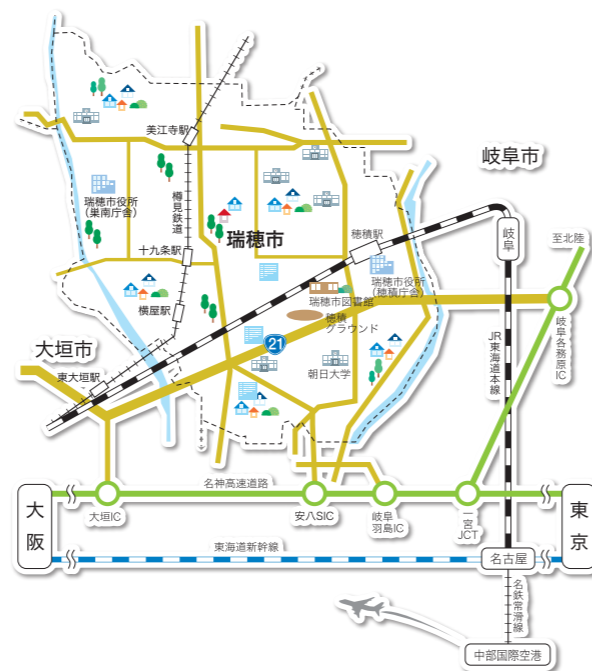 美江寺駅
岐阜市
瑞穂市役所
(巣南庁舎)
樽見鉄道
瑞穂市
穂積駅
岐阜
至北陸
十九条駅
瑞穂市役所
(穂積庁舎)
瑞穂市図書館
横屋駅
穂積
グラウンド
21
大垣市
朝日大学
JR東海道本線
岐阜各務原IC
東大垣駅
名神高速道路
大阪
大垣IC
安八SIC
岐阜
羽島IC
一宮
JCT
東京
東海道新幹線
名古屋
名鉄常滑線
中部国際空港